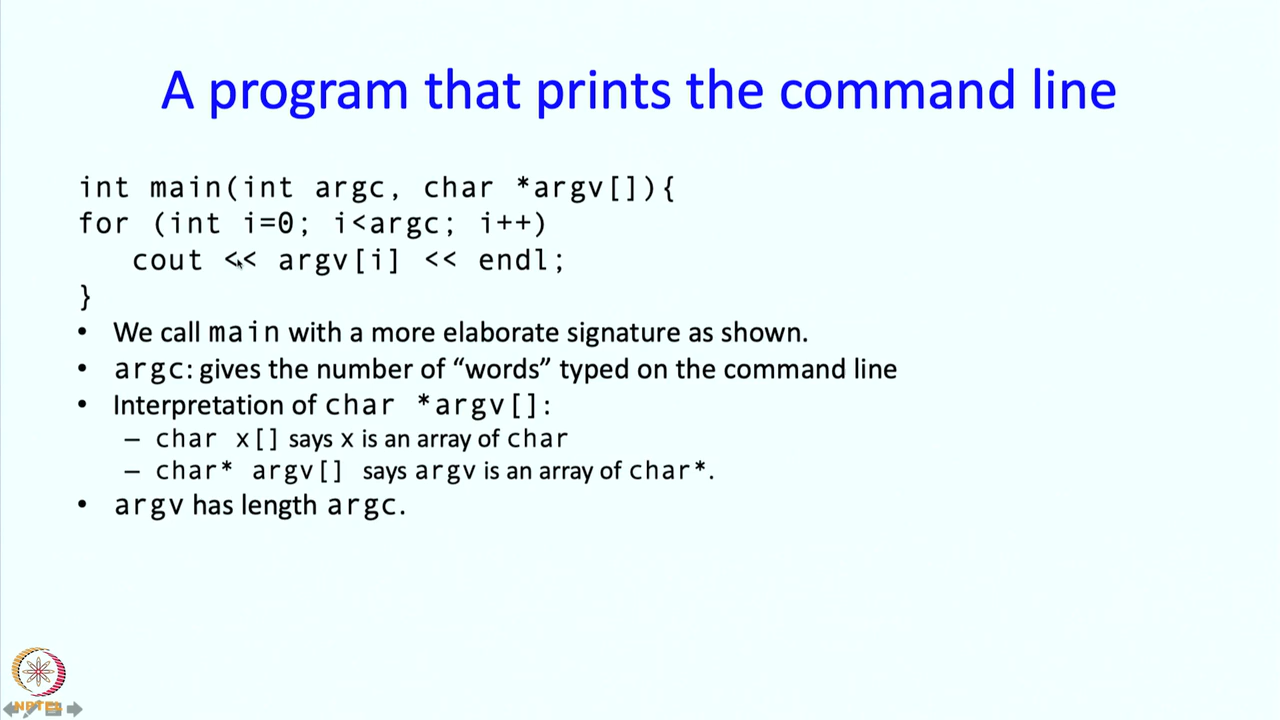 A program that prints the command line
int main(int argc, char *argv[]){
for (int i=0; i<argc; i++)
cout << argv[i] << endl;
}
• We call main with a more elaborate signature as shown.
• argc: gives the number of “words” typed on the command line
• Interpretation of char *argv[]:
– char x[] says x is an array of char
– char* argv[] says argv is an array of char*.
• argv has length argc.
NPTEL